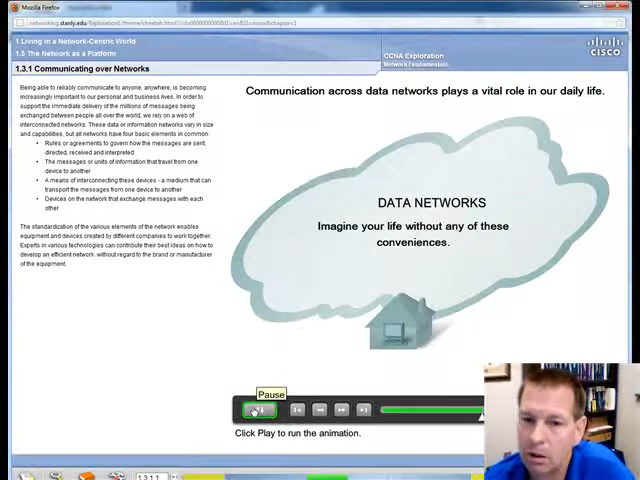 Mozilla Firefox
1 Living in a Network-Centric World
1.3 The Network as a Platform
1.3.1 Communicating over Networks
CCNA Exploration
Network Fundamentals
CISCO
Being able to reliably communicate to anyone, anywhere, is becoming
increasingly important to our personal and business lives. In order to
support the immediate delivery of the millions of messages being
exchanged between people all over the world, we rely on a web of
interconnected networks. These data or information networks vary in size
and capabilities, but all networks have four basic elements in common:
• Rules or agreements to govern how the messages are sent,
directed, received and interpreted
• The messages or units of information that travel from one
device to another
• A means of interconnecting these devices - a medium that can
transport the messages from one device to another
• Devices on the network that exchange messages with each
other
The standardization of the various elements of the network enables
equipment and devices created by different companies to work together.
Experts in various technologies can contribute their best ideas on how to
develop an efficient network, without regard to the brand or manufacturer
of the equipment.
Communication across data networks plays a vital role in our daily life.
DATA NETWORKS
Imagine your life without any of these
conveniences.
Pause
Click Play to run the animation.
1.3.1.1